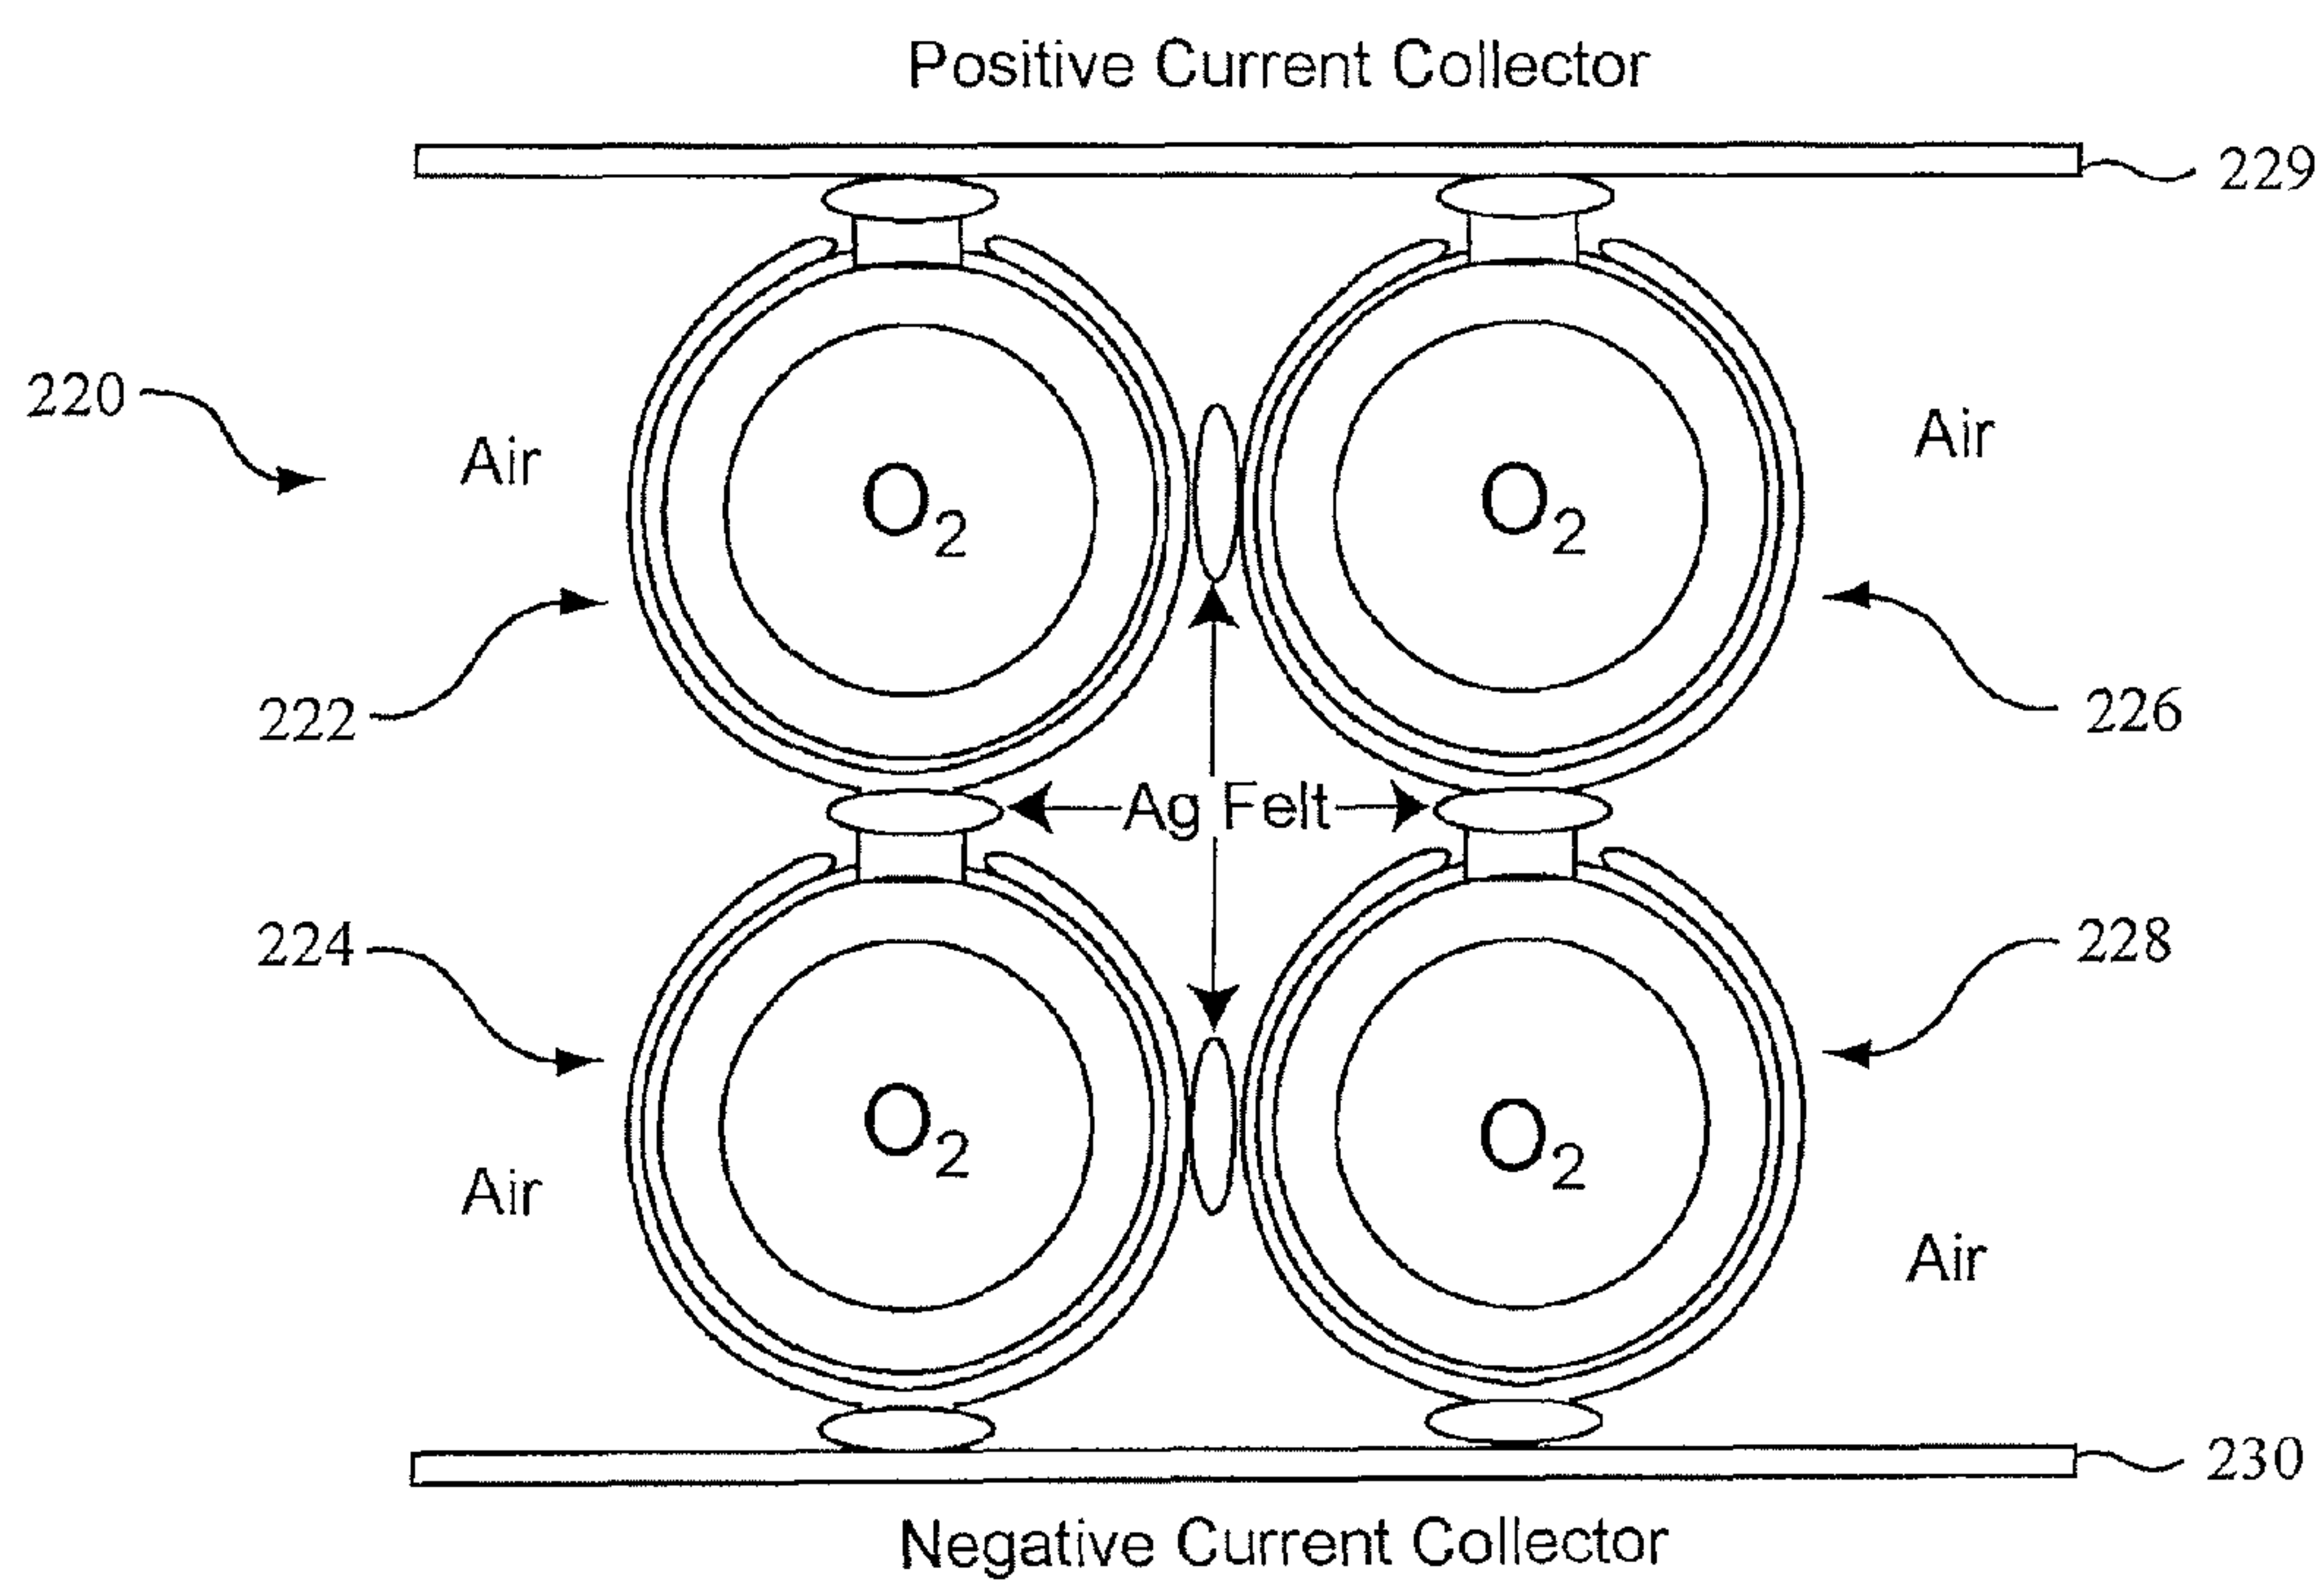 Positive Current Collector
229
220
Air
O2
O2
Air
222
226
Ag Felt
224
228
O2
O2
Air
Air
230
Negative Current Collector